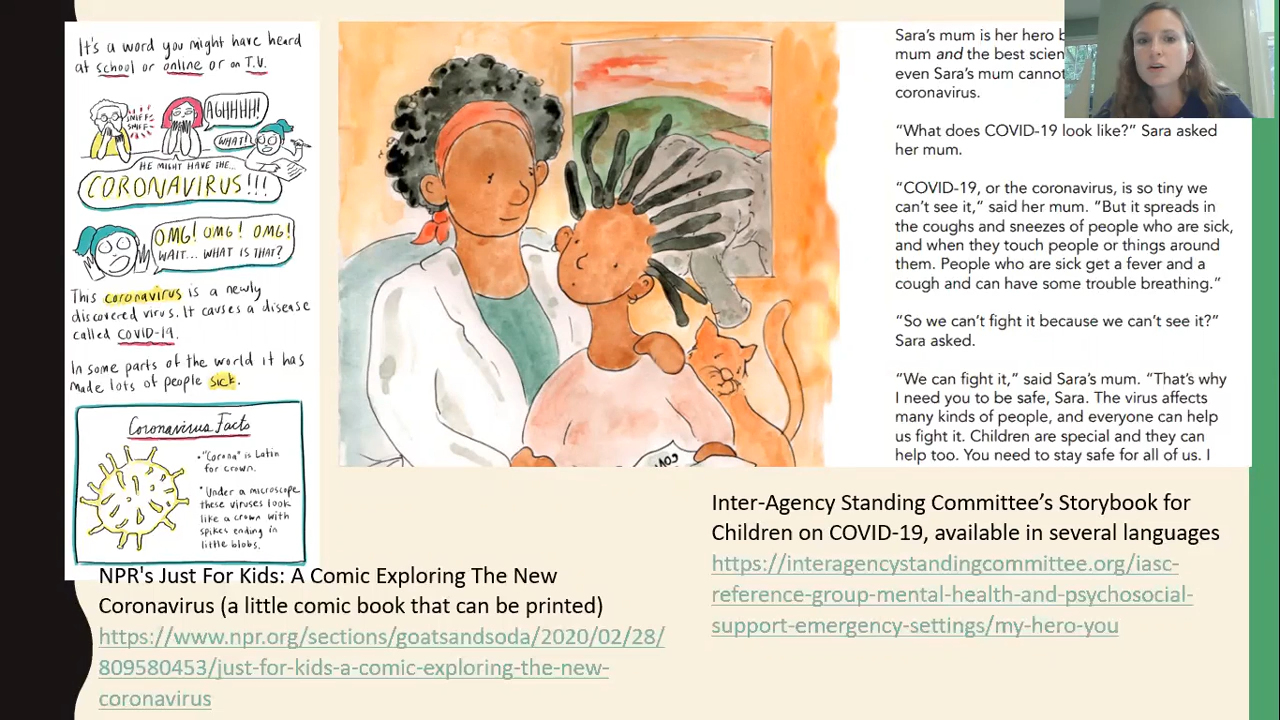 It's a word you might have heard
at school or online or on T.V.
SNIFF
SNIFF
AGHHHH!
WHAT!
HE MIGHT HAVE THE...
CORONAVIRUS!!!
OMG! OMG! OMG!
WAIT... WHAT IS THAT?
This coronavirus is a newly
discovered virus. It causes a disease
called COVID-19.
In some parts of the world it has
made lots of people sick.
Coronavirus Facts
• "Corona" is Latin
for crown.
• Under a microscope
these viruses look
like a crown with
spikes ending in
little blobs.
NPR's Just For Kids: A Comic Exploring The New
Coronavirus (a little comic book that can be printed)
https://www.npr.org/sections/goatsandsoda/2020/02/28/
809580453/just-for-kids-a-comic-exploring-the-new-
coronavirus
Sara's mum is her hero
mum and the best scien
even Sara's mum cannot
coronavirus.
"What does COVID-19 look like?" Sara asked
her mum.
"COVID-19, or the coronavirus, is so tiny we
can't see it," said her mum. "But it spreads in
the coughs and sneezes of people who are sick,
and when they touch people or things around
them. People who are sick get a fever and a
cough and can have some trouble breathing."
"So we can't fight it because we can't see it?"
Sara asked.
"We can fight it," said Sara's mum. "That's why
I need you to be safe, Sara. The virus affects
many kinds of people, and everyone can help
us fight it. Children are special and they can
help too. You need to stay safe for all of us. I
Inter-Agency Standing Committee's Storybook for
Children on COVID-19, available in several languages
https://interagencystandingcommittee.org/iasc-
reference-group-mental-health-and-psychosocial-
support-emergency-settings/my-hero-you